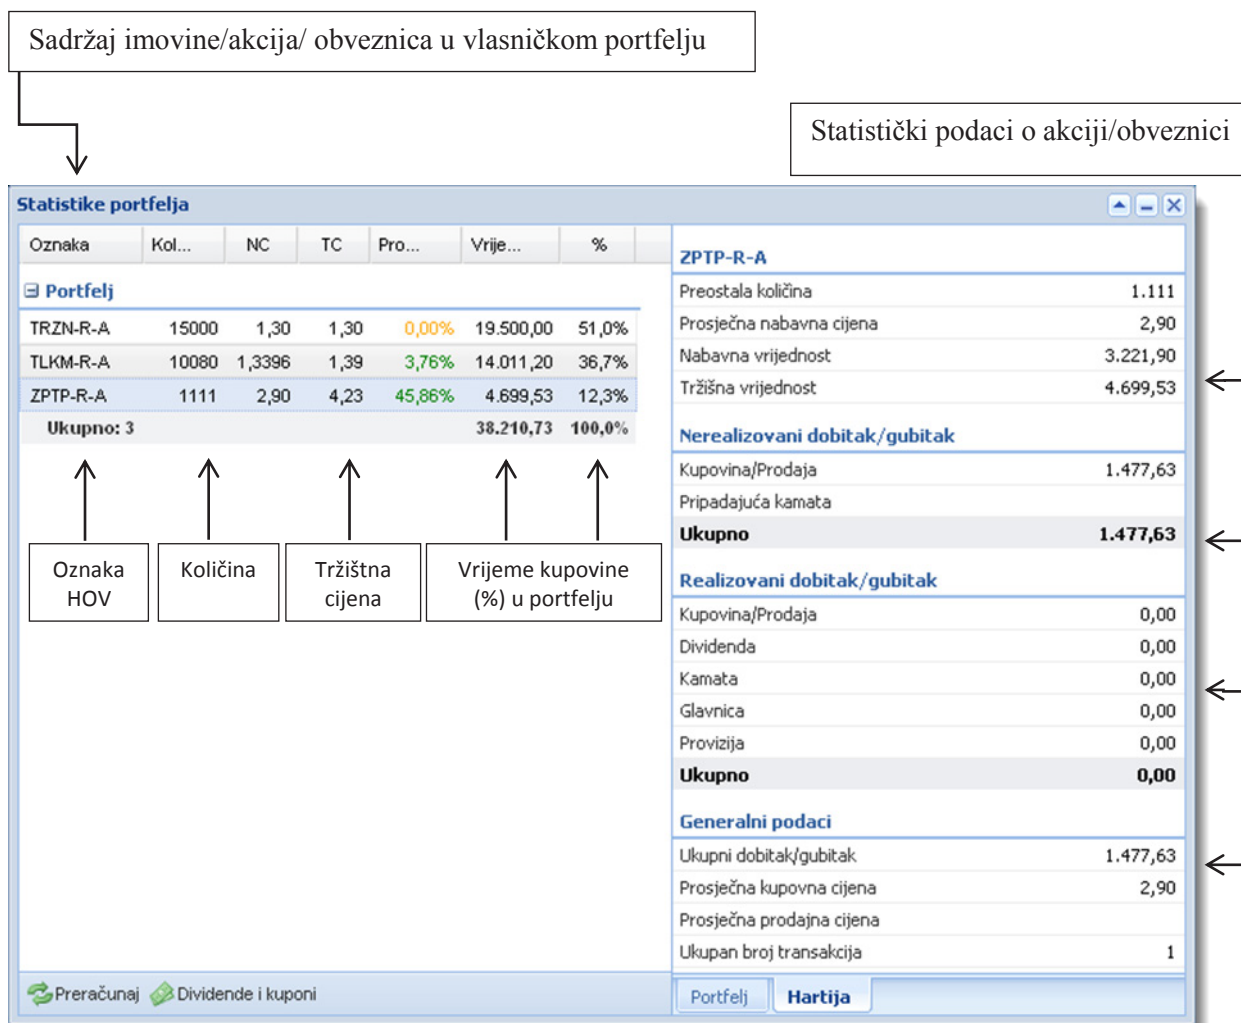 Sadržaj imovine/akcija/ obveznica u vlasničkom portfelju
Statistički podaci o akciji/obveznici
Statistike portfelja
Oznaka Kol... NC TC Pro... Vrije... %
Portfelj
TRZN-R-A 15000 1,30 1,30 0,00% 19.500,00 51,0%
TLKM-R-A 10080 1,3396 1,39 3,76% 14.011,20 36,7%
ZPTP-R-A 1111 2,90 4,23 45,86% 4.699,53 12,3%
Ukupno: 3 38.210,73 100,0%
Oznaka
HOV
Količina
Tržištna
cijena
Vrijeme kupovine
(%) u portfelju
Preračunaj Dividende i kuponi
ZPTP-R-A
Preostala količina 1.111
Prosječna nabavna cijena 2,90
Nabavna vrijednost 3.221,90
Tržišna vrijednost 4.699,53
Nerealizovani dobitak/gubitak
Kupovina/Prodaja 1.477,63
Pripadajuća kamata
Ukupno 1.477,63
Realizovani dobitak/gubitak
Kupovina/Prodaja 0,00
Dividenda 0,00
Kamata 0,00
Glavnica 0,00
Provizija 0,00
Ukupno 0,00
Generalni podaci
Ukupni dobitak/gubitak 1.477,63
Prosječna kupovna cijena 2,90
Prosječna prodajna cijena
Ukupan broj transakcija 1
Portfelj Hartija